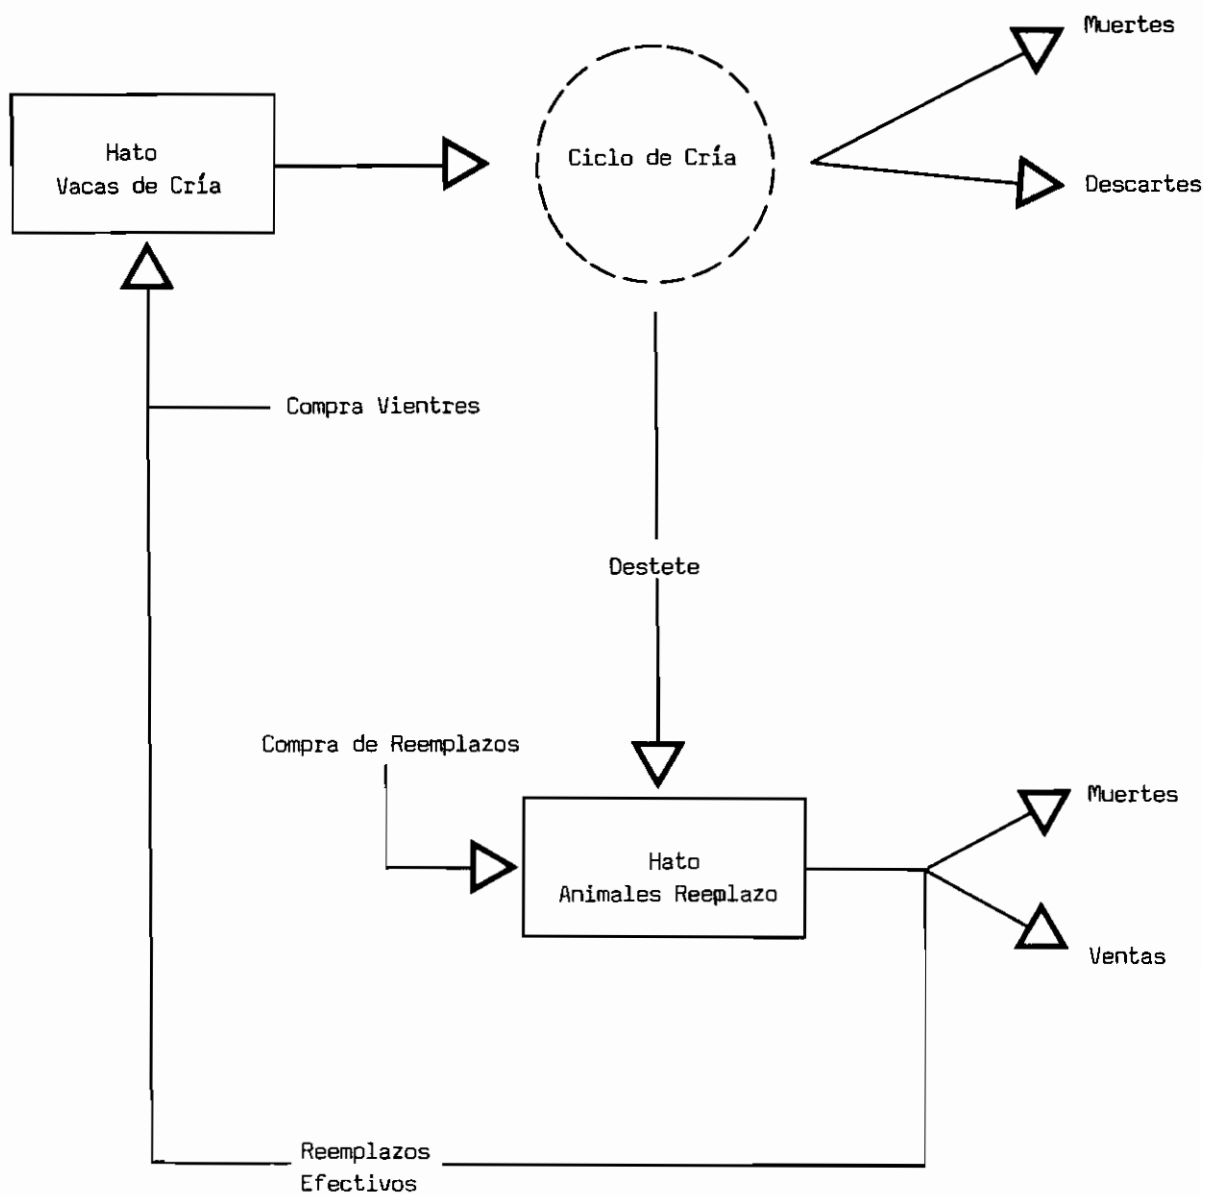 Muertes
Hato
Vacas de Cría
Ciclo de Cría
Descartes
Compra Vientres
Destete
Compra de Reemplazos
Muertes
Hato
Animales Reemplazo
Ventas
Reemplazos
Efectivos